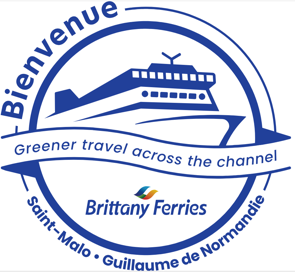 Bienvenue
Greener travel across the channel
Brittany Ferries
Saint-Malo • Guillaume de Normandie